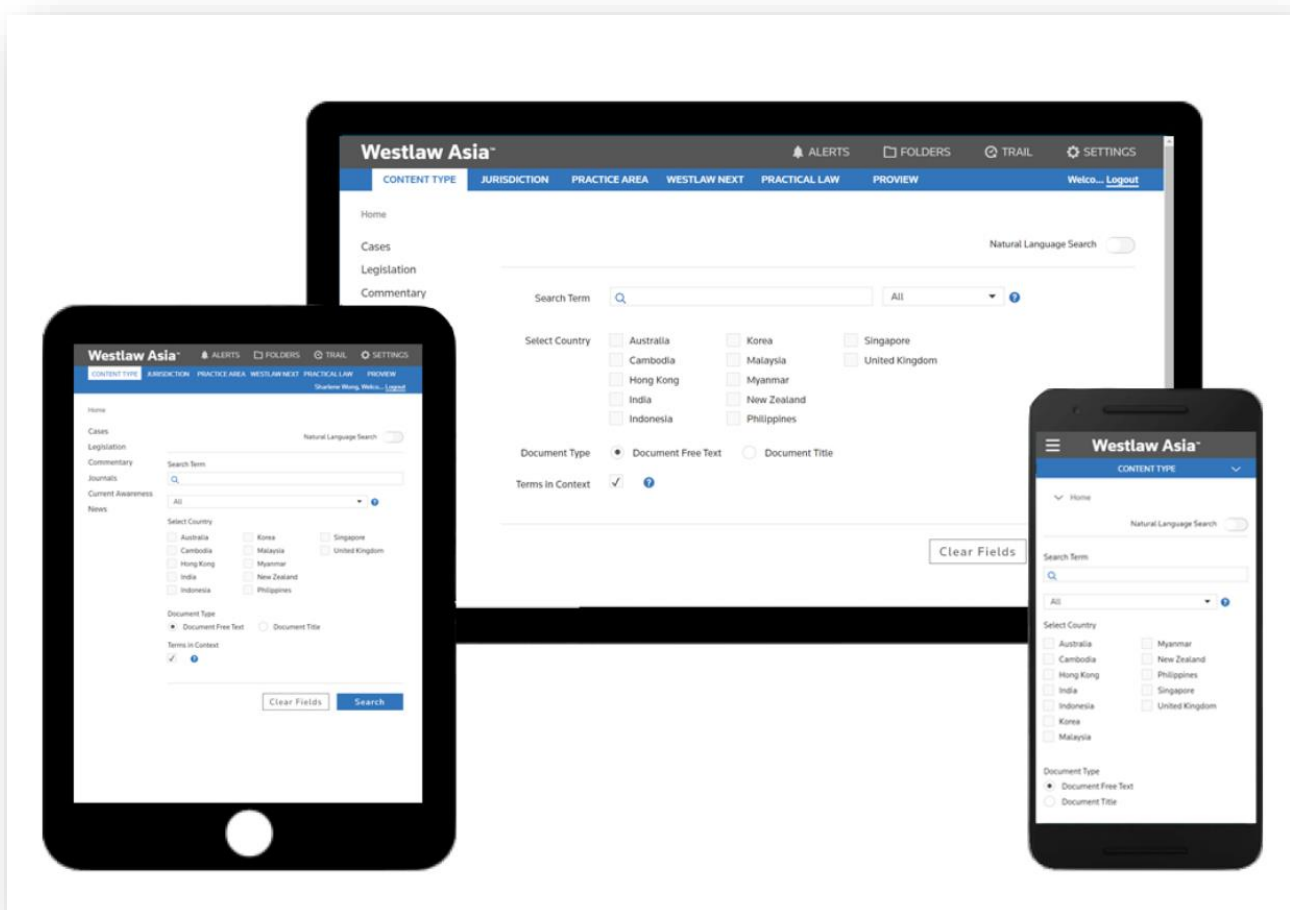 Westlaw Asia™ ALERTS FOLDERS TRAIL SETTINGS
CONTENT TYPE JURISDICTION PRACTICE AREA WESTLAW NEXT PRACTICAL LAW PROVIEW Welco... Logout
Home
Cases
Natural Language Search
Legislation
Commentary
Search Term All ?
Select Country Australia Korea Singapore
Cambodia Malaysia United Kingdom
Hong Kong Myanmar
India New Zealand
Indonesia Philippines
Document Type Document Free Text Document Title
Terms in Context ?
Clear Fields
Westlaw Asia™ ALERTS FOLDERS TRAIL SETTINGS
CONTENT TYPE JURISDICTION PRACTICE AREA WESTLAW NEXT PRACTICAL LAW PROVIEW
Sharlene Wong, Welco... Logout
Home
Cases
Natural Language Search
Legislation
Commentary Search Term
Journals
Current Awareness All ?
News
Select Country
Australia Korea Singapore
Cambodia Malaysia United Kingdom
Hong Kong Myanmar
India New Zealand
Indonesia Philippines
Document Type
Document Free Text Document Title
Terms in Context
?
Clear Fields Search
Westlaw Asia™
CONTENT TYPE
Home
Natural Language Search
Search Term
All ?
Select Country
Australia Myanmar
Cambodia New Zealand
Hong Kong Philippines
India Singapore
Indonesia United Kingdom
Korea
Malaysia
Document Type
Document Free Text
Document Title